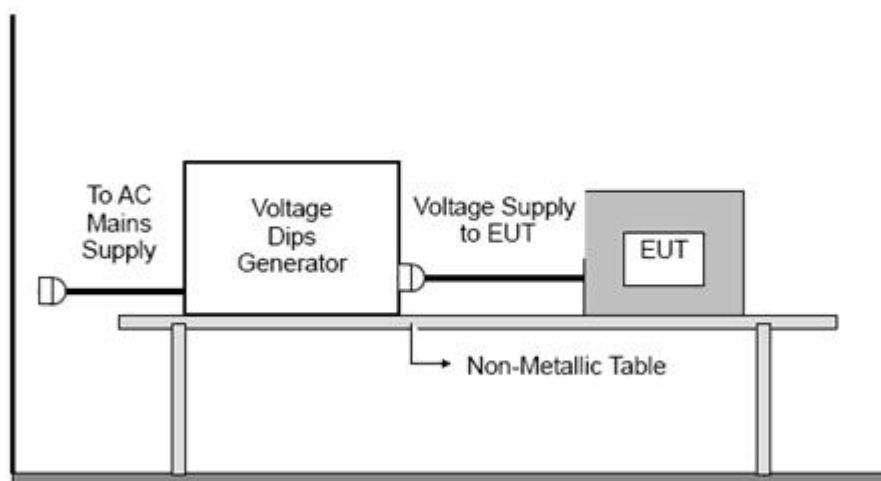 To AC
Mains
Supply
Voltage
Dips
Generator
Voltage Supply
to EUT
EUT
Non-Metallic Table